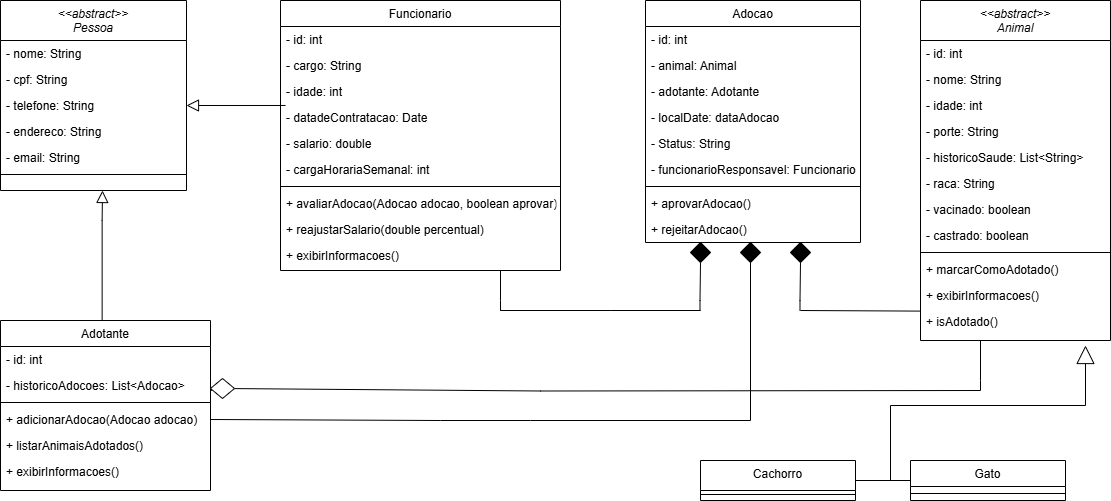 <<abstract>>
Pessoa
- nome: String
- cpf: String
- telefone: String
- endereco: String
- email: String
Funcionario
- id: int
- cargo: String
- idade: int
- datadeContratacao: Date
- salario: double
- cargaHorariaSemanal: int
+ avaliarAdocao(Adocao adocao, boolean aprovar)
+ reajustarSalario(double percentual)
+ exibirInformacoes()
Adocao
- id: int
- animal: Animal
- adotante: Adotante
- localDate: dataAdocao
- Status: String
- funcionarioResponsavel: Funcionario
+ aprovarAdocao()
+ rejeitarAdocao()
<<abstract>>
Animal
- id: int
- nome: String
- idade: int
- porte: String
- historicoSaude: List<String>
- raca: String
- vacinado: boolean
- castrado: boolean
+ marcarComoAdotado()
+ exibirInformacoes()
+ isAdotado()
Adotante
- id: int
- historicoAdocoes: List<Adocao>
+ adicionarAdocao(Adocao adocao)
+ listarAnimaisAdotados()
+ exibirInformacoes()
Cachorro
Gato